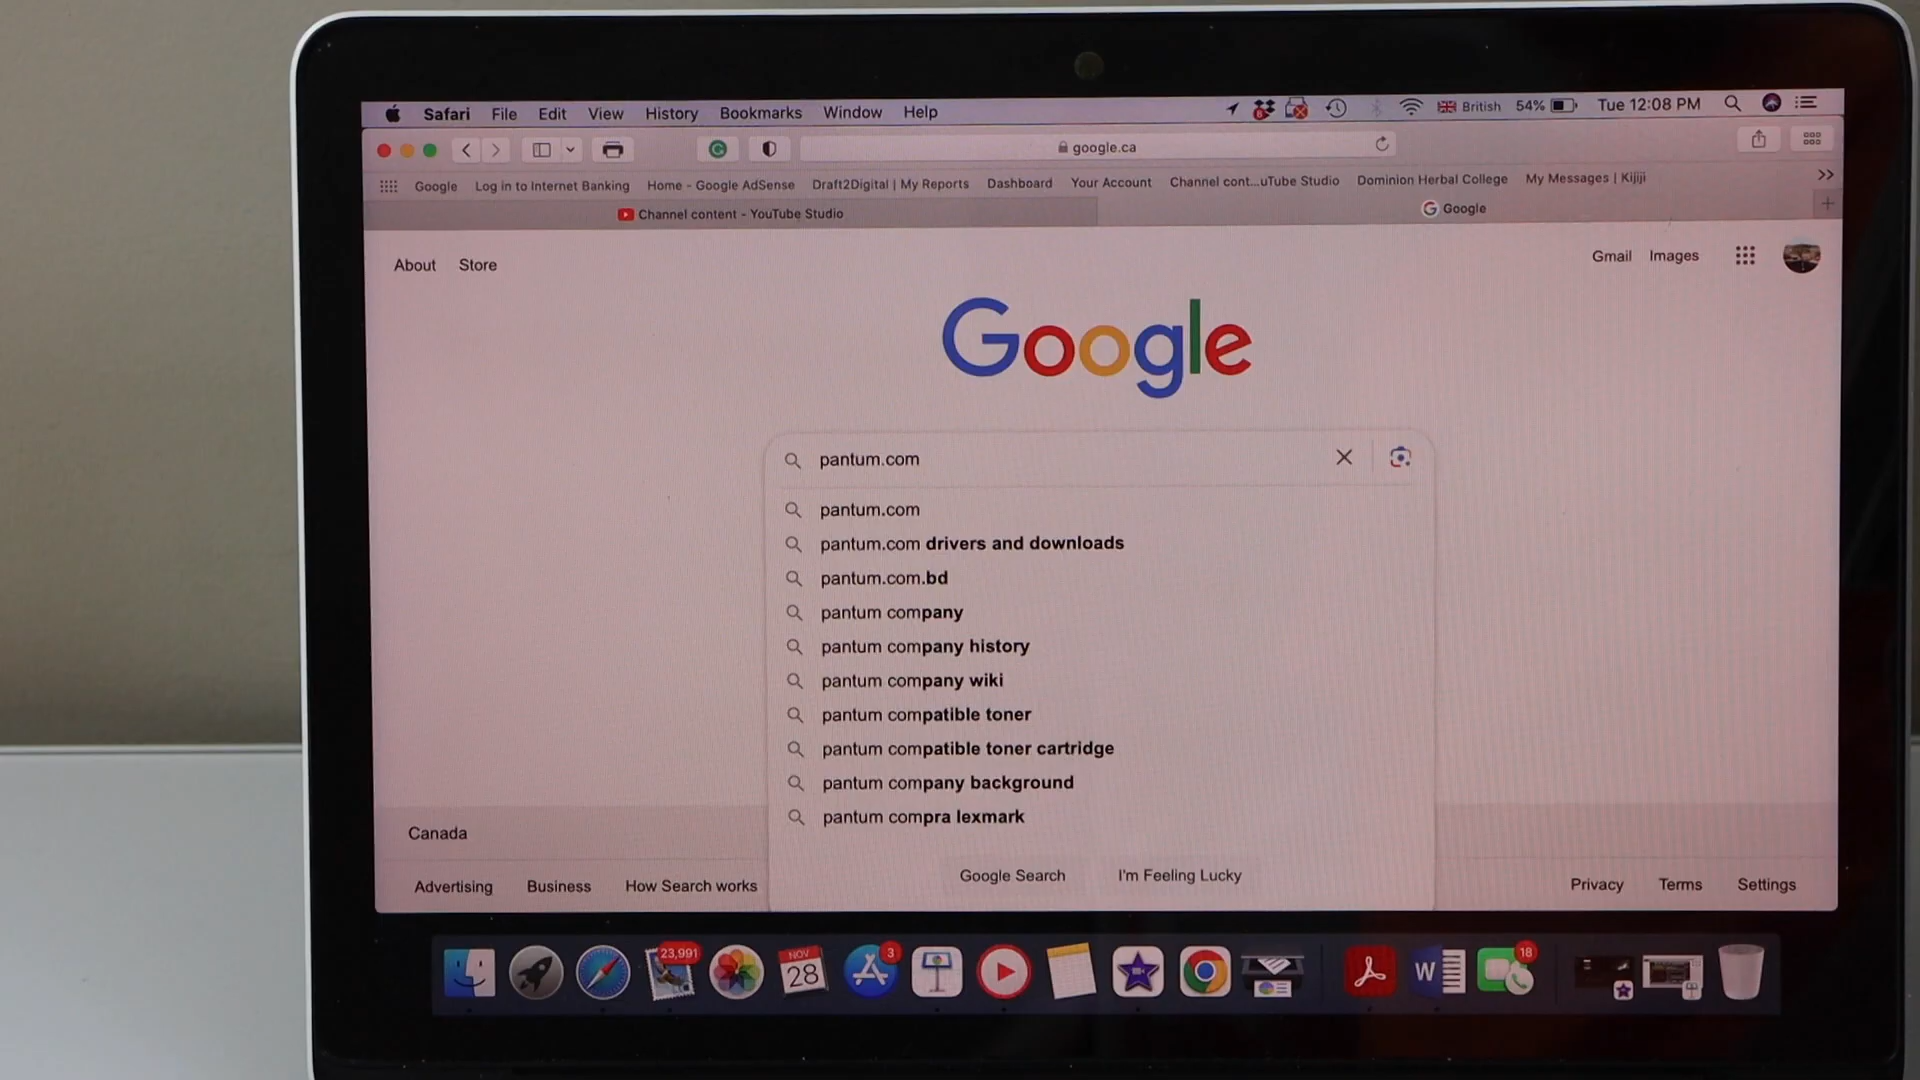 Safari File Edit View History Bookmarks Window Help British 54% Tue 12:08 PM
google.ca
Google Log in to Internet Banking Home - Google AdSense Draft2Digital | My Reports Dashboard Your Account Channel cont...uTube Studio Dominion Herbal College My Messages | Kijiji
Channel content - YouTube Studio Google
About Store Gmail Images
Google
pantum.com
pantum.com
pantum.com drivers and downloads
pantum.com.bd
pantum company
pantum company history
pantum company wiki
pantum compatible toner
pantum compatible toner cartridge
pantum company background
pantum compra lexmark
Canada
Google Search I'm Feeling Lucky
Advertising Business How Search works Privacy Terms Settings
23,991 NOV 28 3 W 18